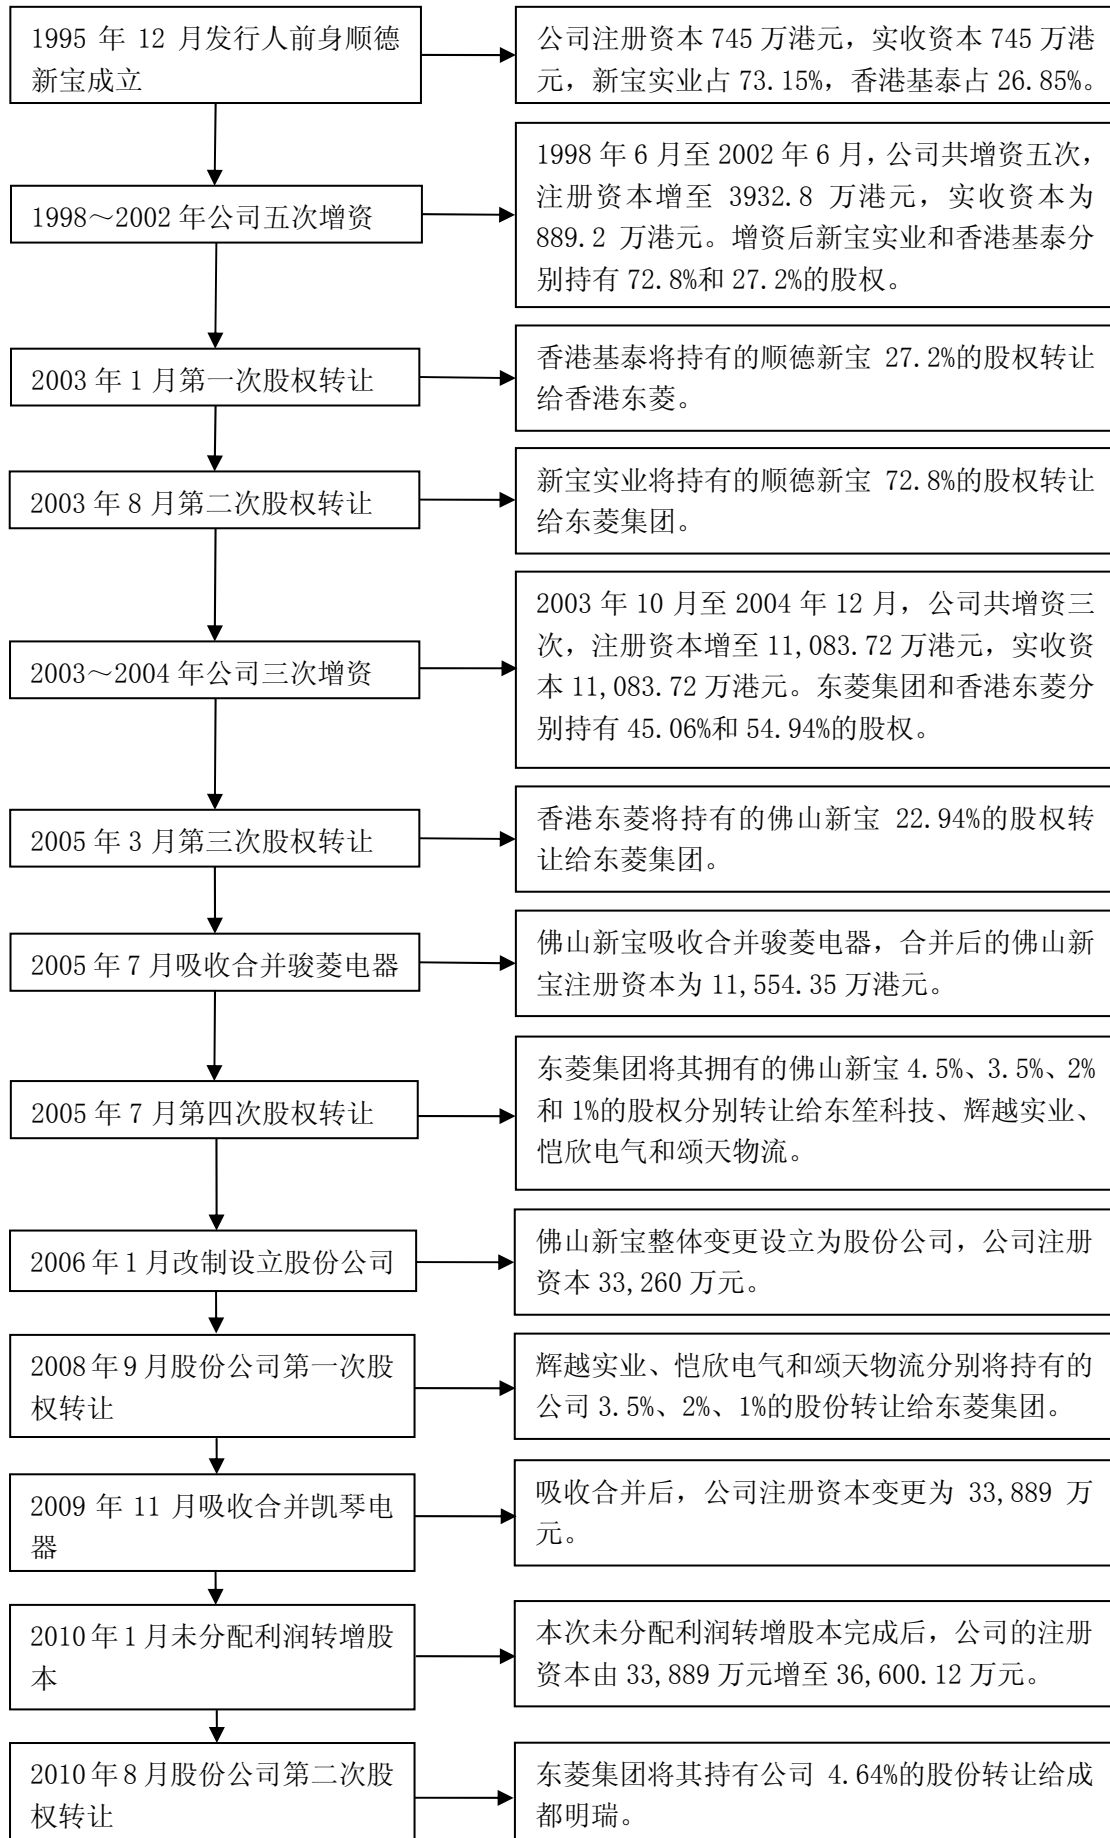 1995 年 12 月发行人前身顺德
新宝成立
公司注册资本 745 万港元，实收资本 745 万港
元，新宝实业占 73.15%，香港基泰占 26.85%。
1998～2002 年公司五次增资
1998 年 6 月至 2002 年 6 月，公司共增资五次，
注册资本增至 3932.8 万港元，实收资本为
889.2 万港元。增资后新宝实业和香港基泰分
别持有 72.8%和 27.2%的股权。
2003 年 1 月第一次股权转让
香港基泰将持有的顺德新宝 27.2%的股权转让
给香港东菱。
2003 年 8 月第二次股权转让
新宝实业将持有的顺德新宝 72.8%的股权转让
给东菱集团。
2003～2004 年公司三次增资
2003 年 10 月至 2004 年 12 月，公司共增资三
次，注册资本增至 11,083.72 万港元，实收资
本 11,083.72 万港元。东菱集团和香港东菱分
别持有 45.06%和 54.94%的股权。
2005 年 3 月第三次股权转让
香港东菱将持有的佛山新宝 22.94%的股权转
让给东菱集团。
2005 年 7 月吸收合并骏菱电器
佛山新宝吸收合并骏菱电器，合并后的佛山新
宝注册资本为 11,554.35 万港元。
2005 年 7 月第四次股权转让
东菱集团将其拥有的佛山新宝 4.5%、3.5%、2%
和 1%的股权分别转让给东笙科技、辉越实业、
恺欣电气和颂天物流。
2006 年 1 月改制设立股份公司
佛山新宝整体变更设立为股份公司，公司注册
资本 33,260 万元。
2008 年 9 月股份公司第一次股
权转让
辉越实业、恺欣电气和颂天物流分别将持有的
公司 3.5%、2%、1%的股份转让给东菱集团。
2009 年 11 月吸收合并凯琴电
器
吸收合并后，公司注册资本变更为 33,889 万
元。
2010 年 1 月未分配利润转增股
本
本次未分配利润转增股本完成后，公司的注册
资本由 33,889 万元增至 36,600.12 万元。
2010 年 8 月股份公司第二次股
权转让
东菱集团将其持有公司 4.64%的股份转让给成
都明瑞。